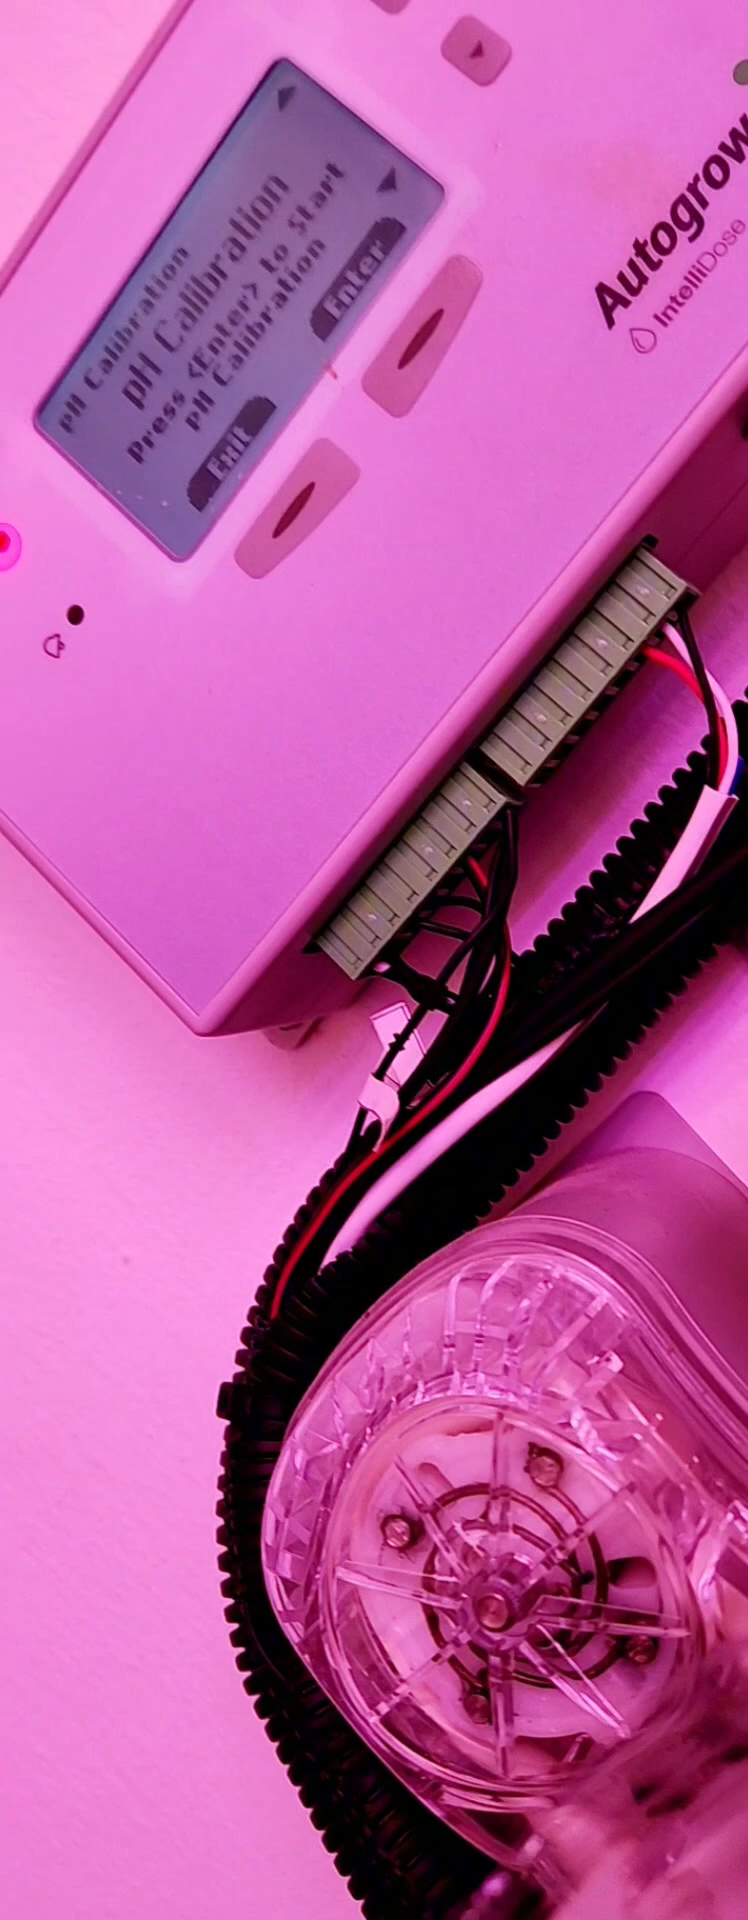 pH Calibration
pH Calibration
Press <Enter> to Start
pH Calibration
Exit
Enter
Autogrow
IntelliDose